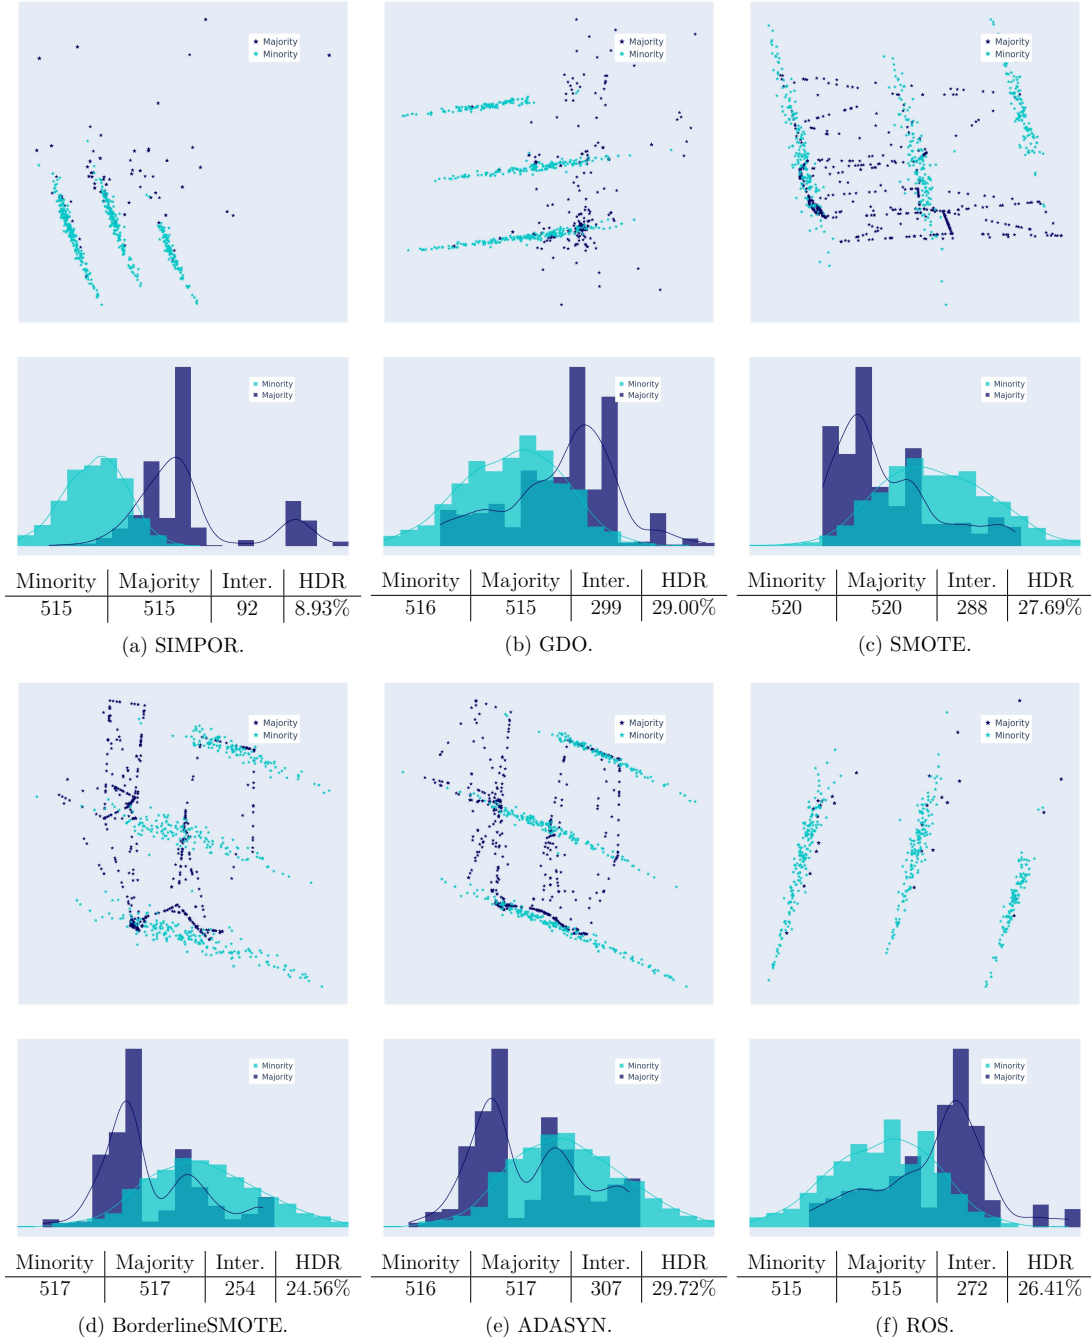 Majority
Minority
Majority
Minority
Majority
Minority
Minority
Majority
Minority
Majority
Minority
Majority
Minority Majority Inter. HDR
515 515 92 8.93%
(a) SIMPOR.
Minority Majority Inter. HDR
516 515 299 29.00%
(b) GDO.
Minority Majority Inter. HDR
520 520 288 27.69%
(c) SMOTE.
Majority
Minority
Majority
Minority
Majority
Minority
Minority
Majority
Minority
Majority
Minority
Majority
Minority Majority Inter. HDR
517 517 254 24.56%
(d) BorderlineSMOTE.
Minority Majority Inter. HDR
516 517 307 29.72%
(e) ADASYN.
Minority Majority Inter. HDR
515 515 272 26.41%
(f) ROS.